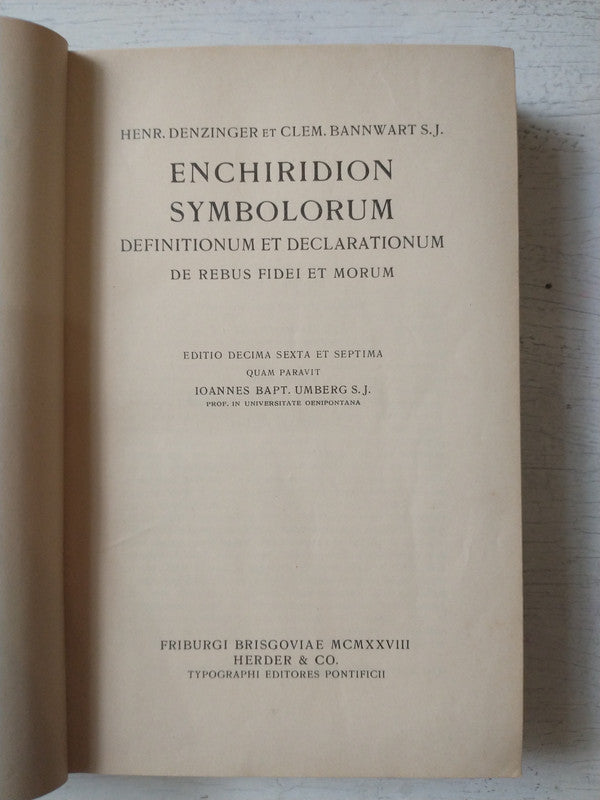 HENR. DENZINGER ET CLEM. BANNWART S.J.
ENCHIRIDION
SYMBOLORUM
DEFINITIONUM ET DECLARATIONUM
DE REBUS FIDEI ET MORUM
EDITIO DECIMA SEXTA ET SEPTIMA
QUAM PARAVIT
IOANNES BAPT. UMBERG S.J.
PROF. IN UNIVERSITATE OENIPONTANA
FRIBURGI BRISGOVIAE MCMXXVIII
HERDER & CO.
TYPOGRAPHI EDITORES PONTIFICII